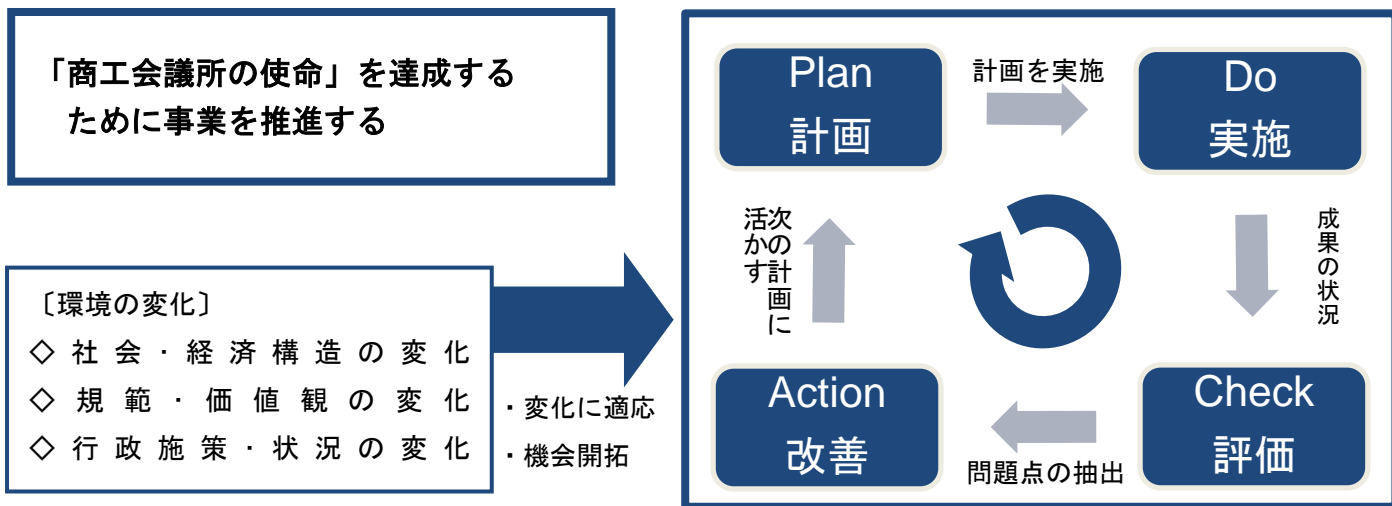 「商工会議所の使命」を達成する
ために事業を推進する
〔環境の変化〕
◇社会・経済構造の変化
◇規範・価値観の変化
◇行政施策・状況の変化
・変化に適応
・機会開拓
Plan
計画
計画を実施
Do
実施
成果の状況
Check
評価
問題点の抽出
Action
改善
次の計画に
活かす